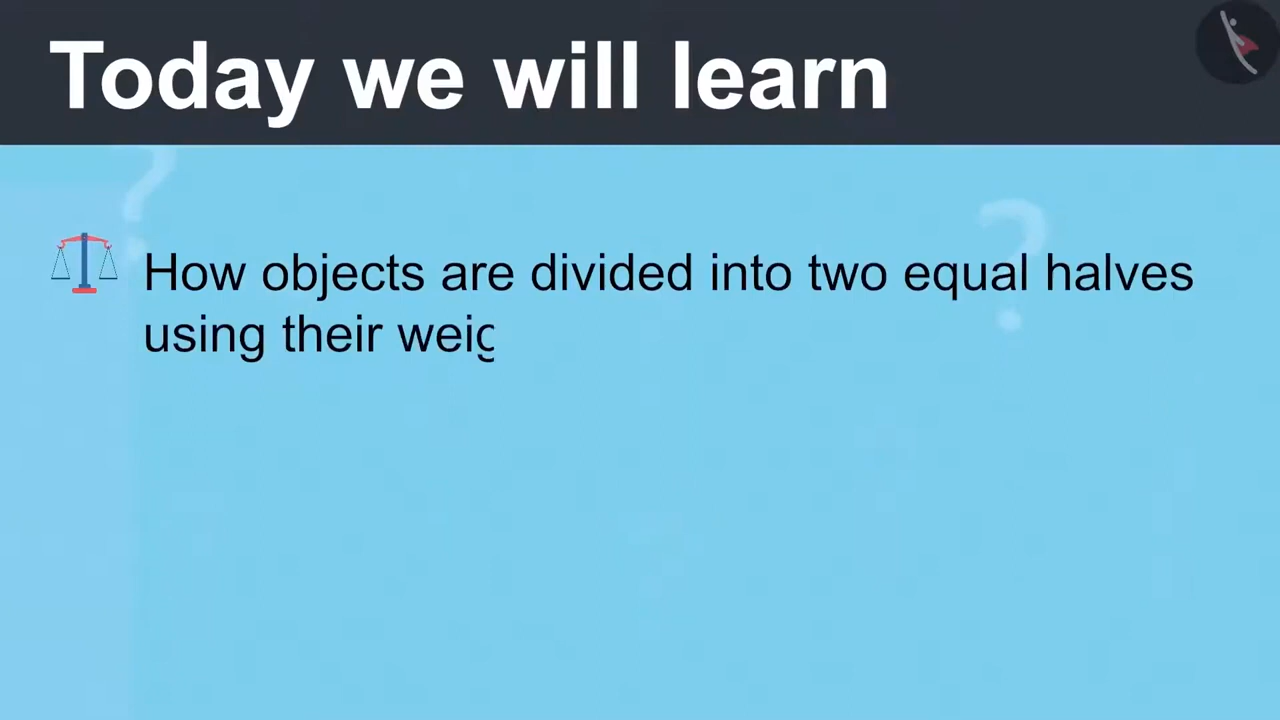 Today we will learn
How objects are divided into two equal halves
using their weig